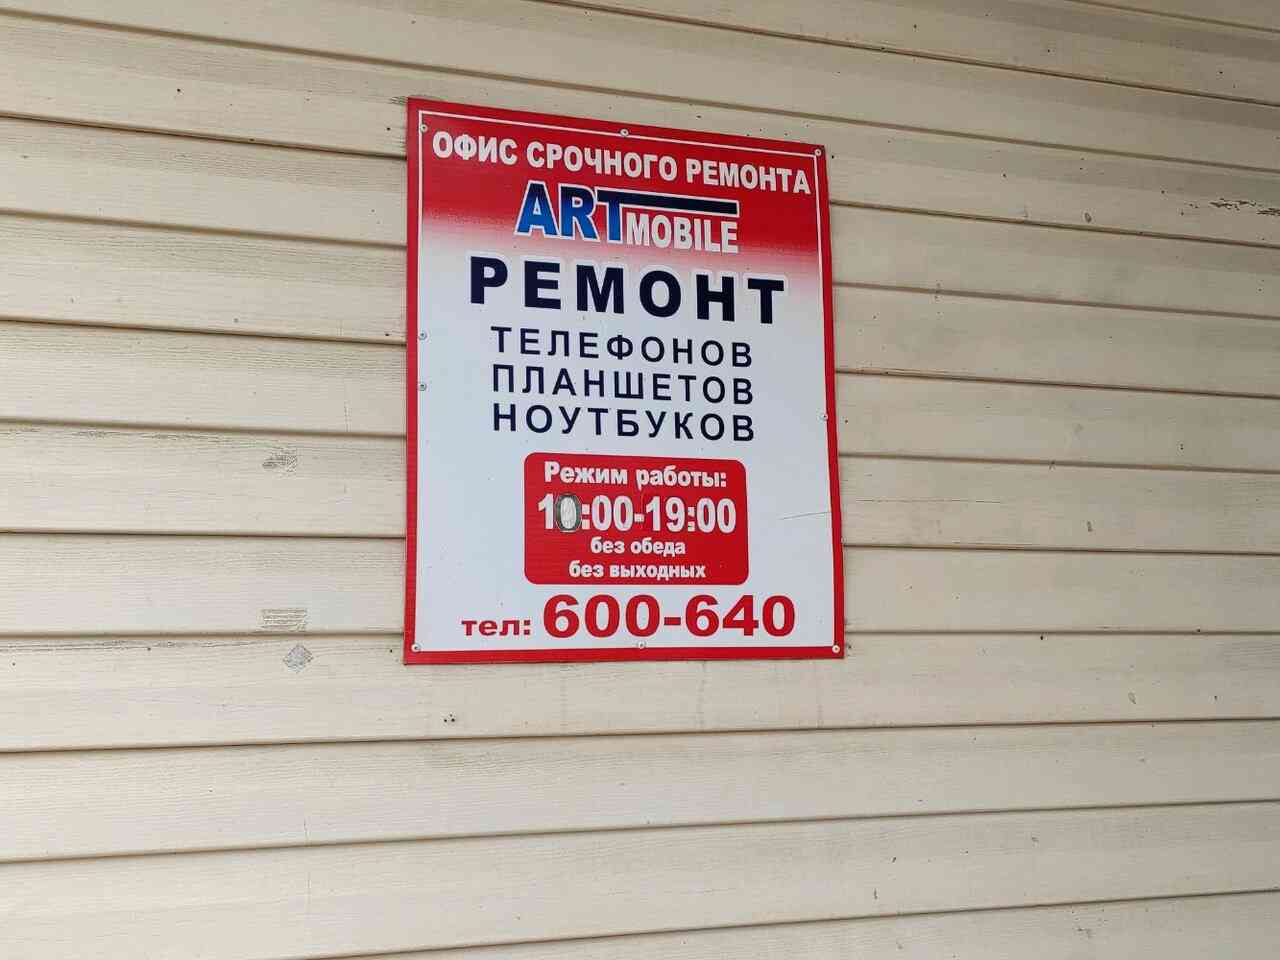 ОФИС СРОЧНОГО РЕМОНТА
ARTMOBILE
РЕМОНТ
ТЕЛЕФОНОВ
ПЛАНШЕТОВ
НОУТБУКОВ
Режим работы:
10:00-19:00
без обеда
без выходных
тел: 600-640